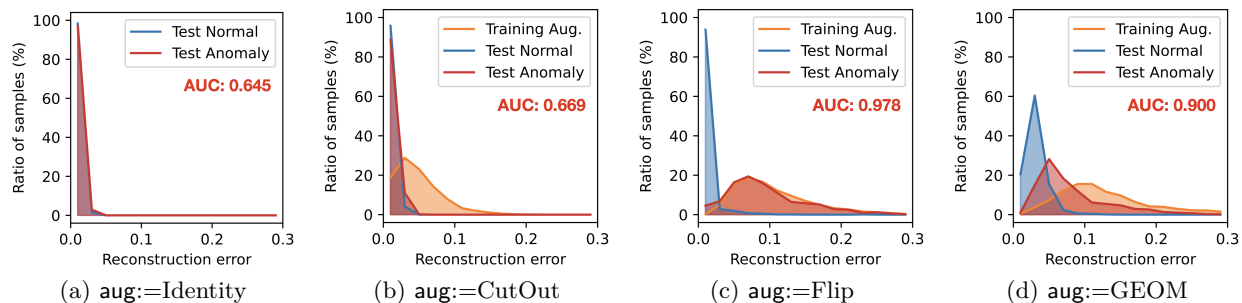 100
80
60
40
20
0
Ratio of samples (%)
Test Normal
Test Anomaly
AUC: 0.645
0.0
0.1
0.2
0.3
Reconstruction error
(a) aug:=Identity
100
80
60
40
20
0
Ratio of samples (%)
Training Aug.
Test Normal
Test Anomaly
AUC: 0.669
0.0
0.1
0.2
0.3
Reconstruction error
(b) aug:=CutOut
100
80
60
40
20
0
Ratio of samples (%)
Training Aug.
Test Normal
Test Anomaly
AUC: 0.978
0.0
0.1
0.2
0.3
Reconstruction error
(c) aug:=Flip
100
80
60
40
20
0
Ratio of samples (%)
Training Aug.
Test Normal
Test Anomaly
AUC: 0.900
0.0
0.1
0.2
0.3
Reconstruction error
(d) aug:=GEOM